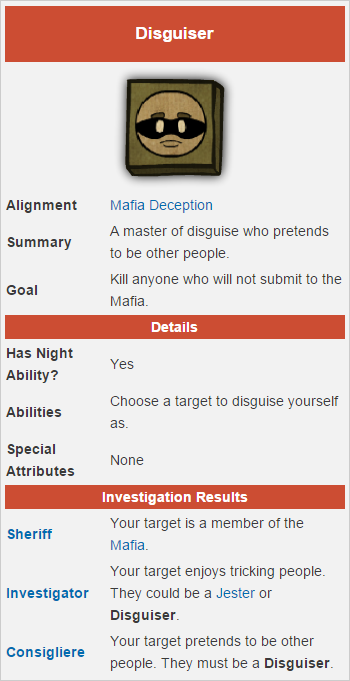 Disguiser
Alignment Mafia Deception
Summary A master of disguise who pretends
to be other people.
Goal Kill anyone who will not submit to the
Mafia.
Details
Has Night
Ability? Yes
Abilities Choose a target to disguise yourself
as.
Special
Attributes None
Investigation Results
Sheriff Your target is a member of the
Mafia.
Investigator Your target enjoys tricking people.
They could be a Jester or
Disguiser.
Consigliere Your target pretends to be other
people. They must be a Disguiser.